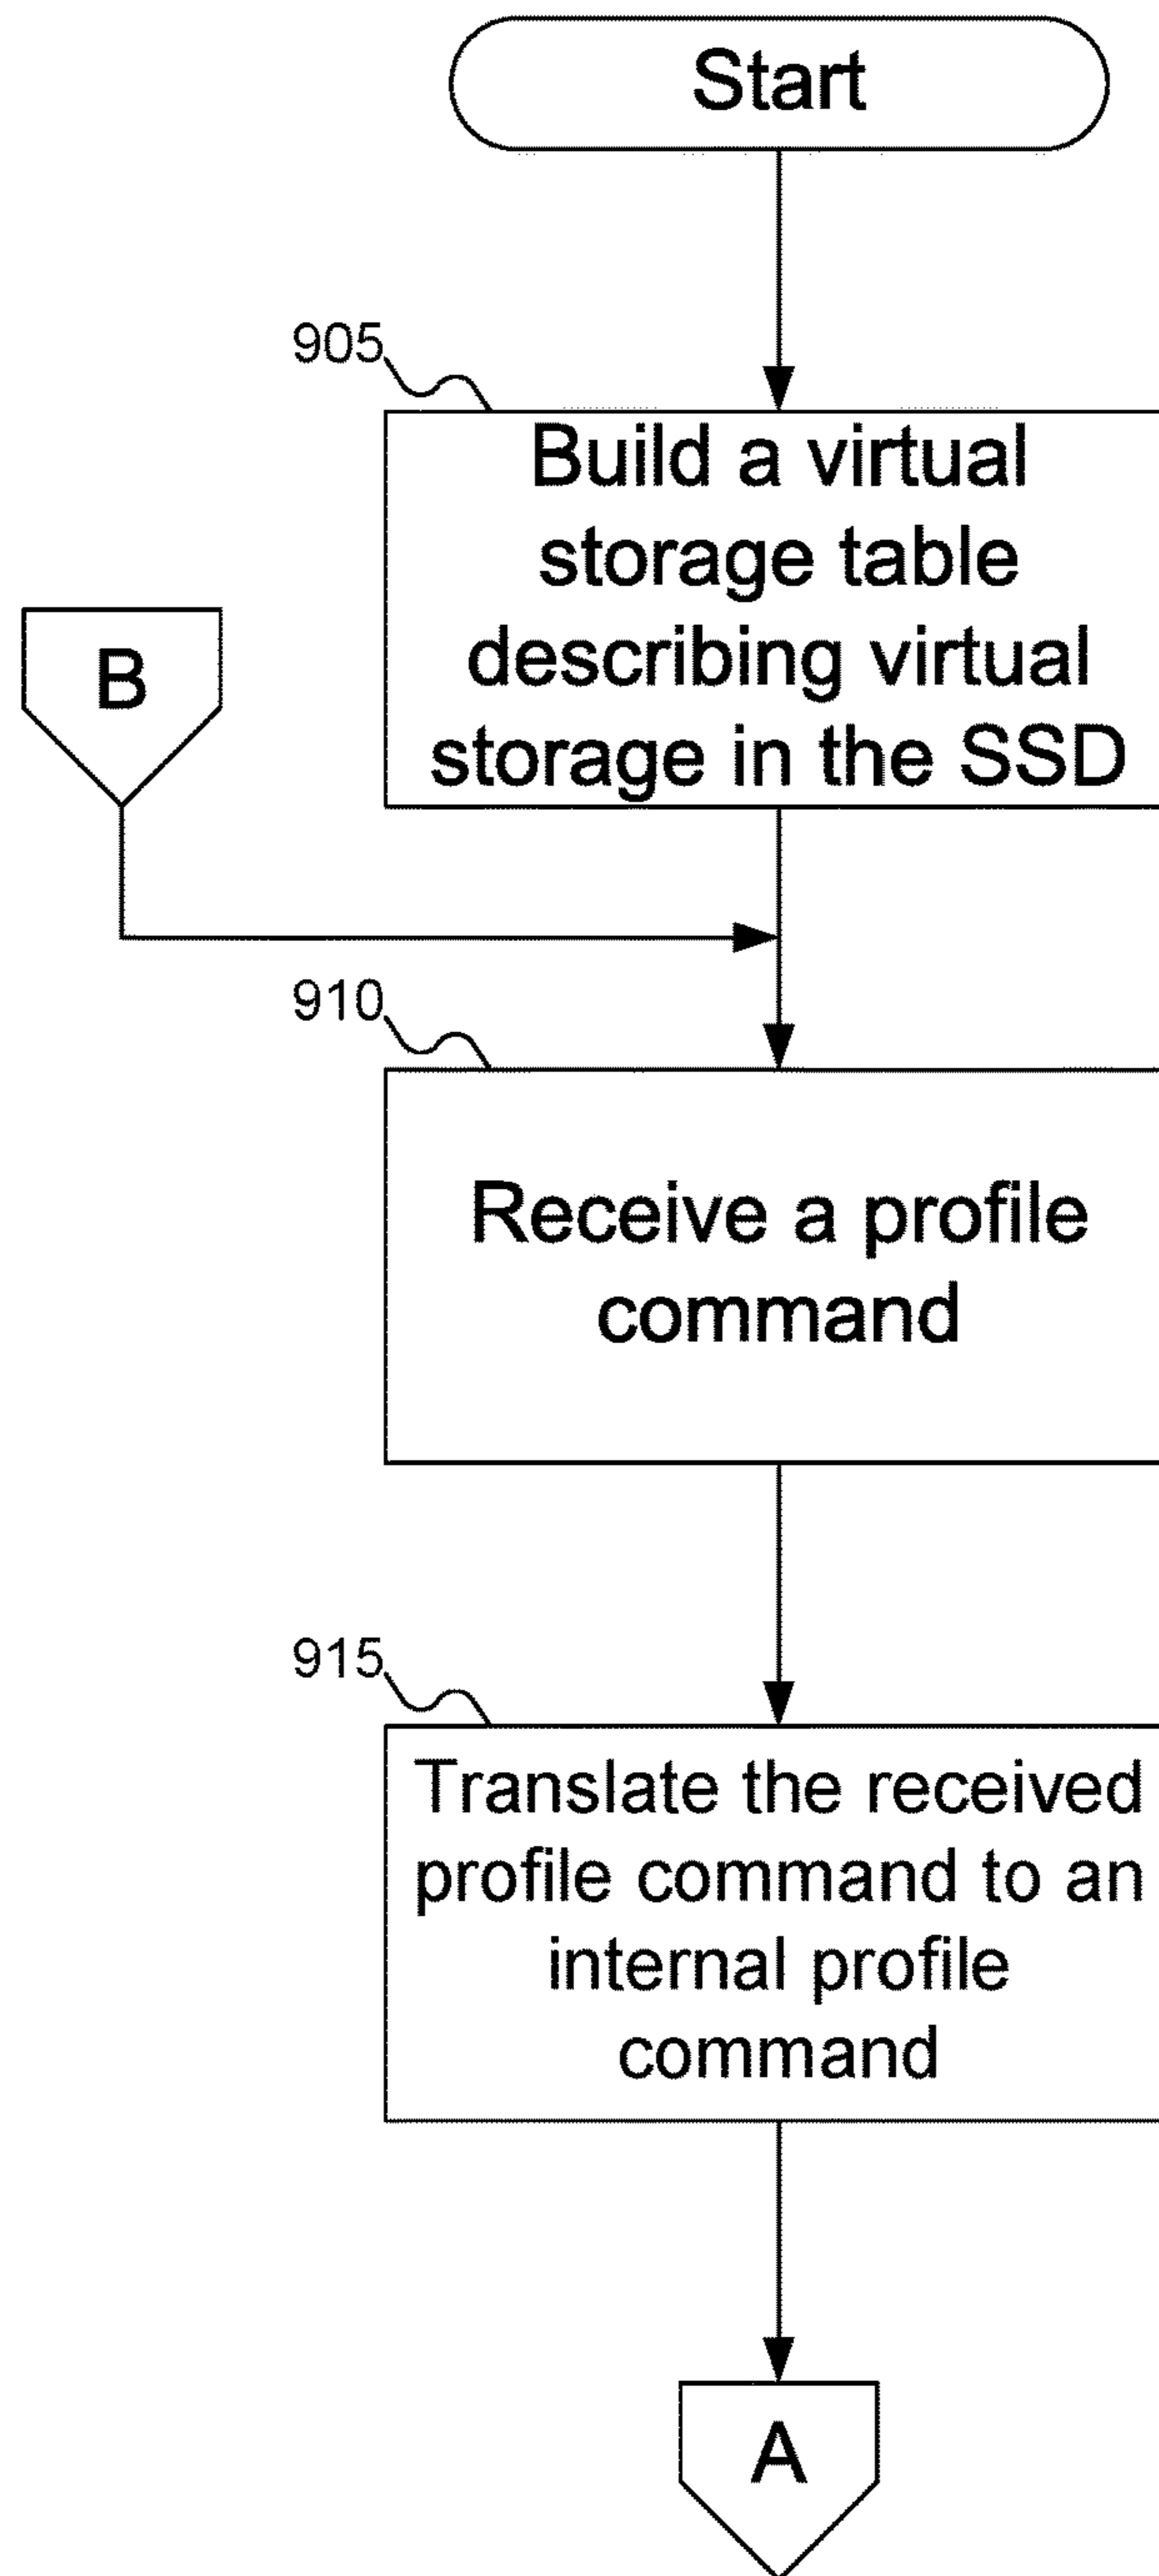 Start
905
Build a virtual
storage table
describing virtual
storage in the SSD
B
910
Receive a profile
command
915
Translate the received
profile command to an
internal profile
command
A